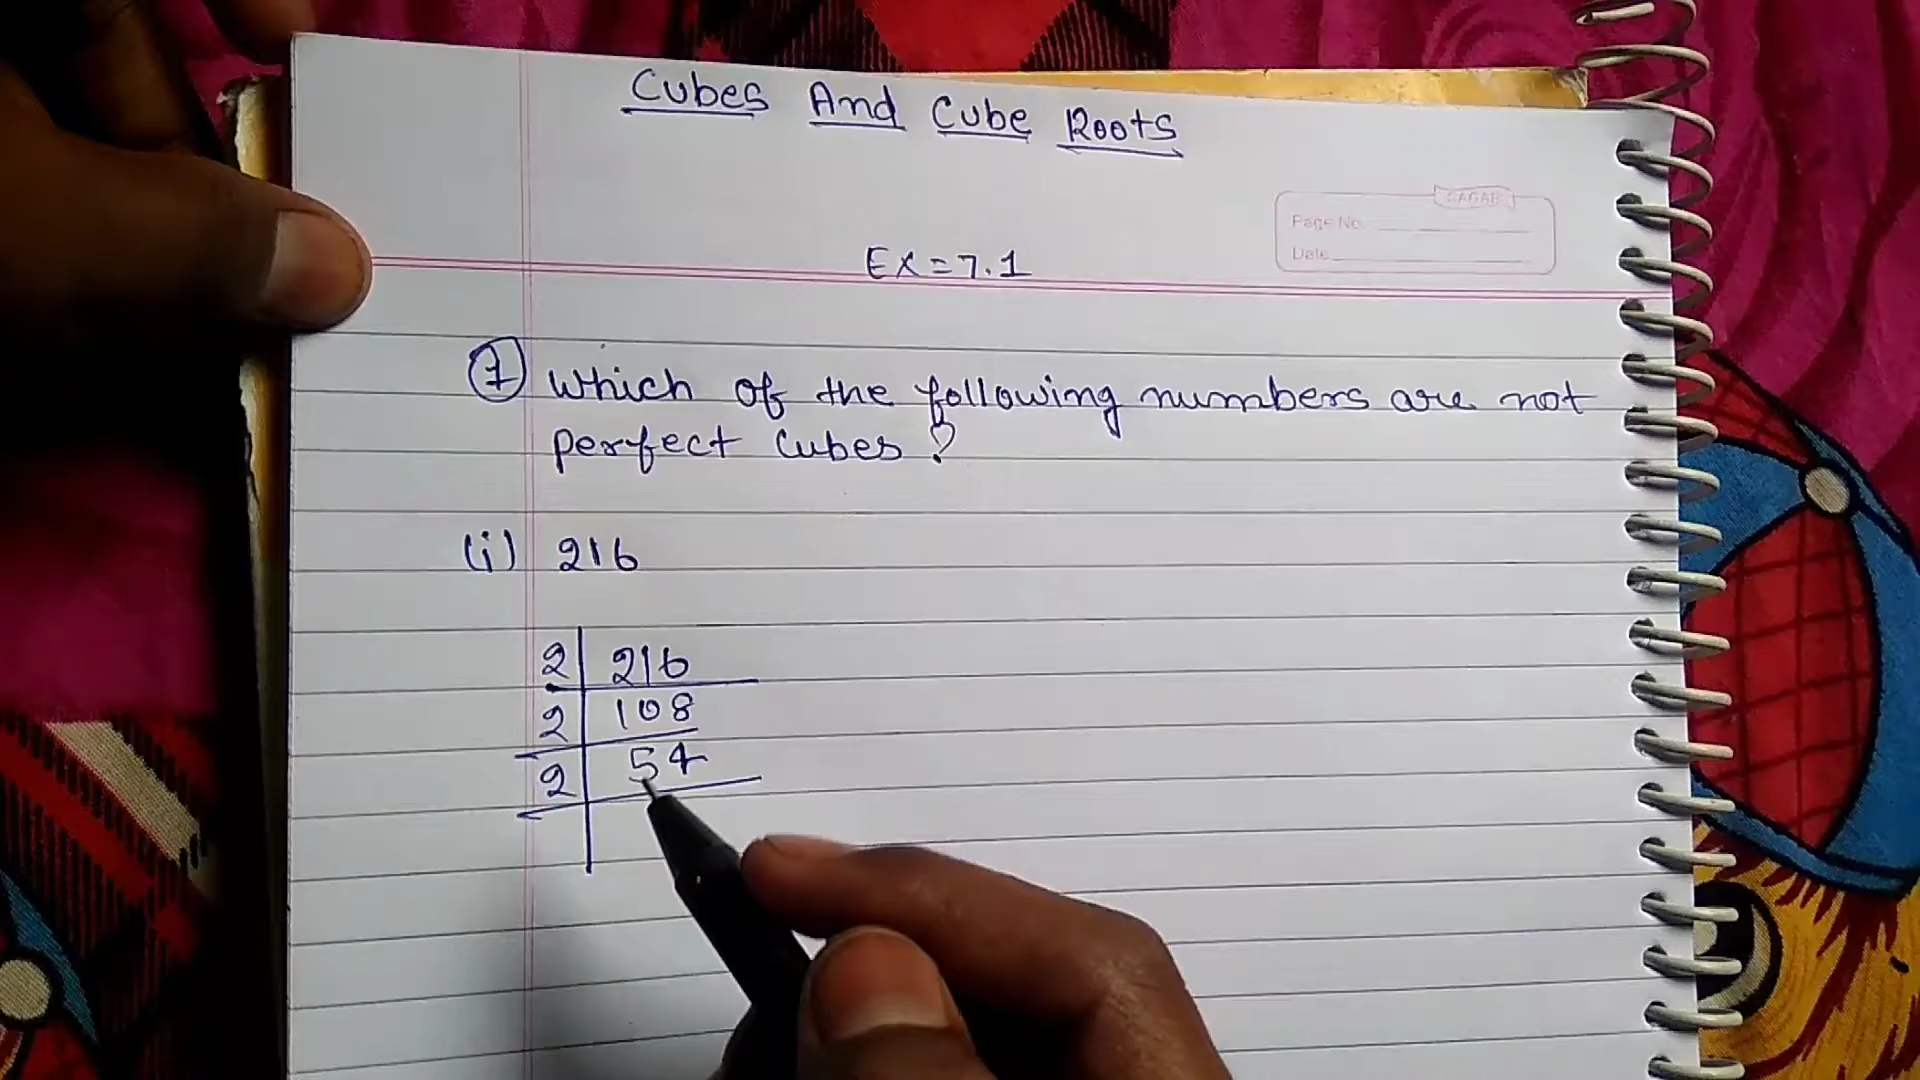 Cubes And Cube Roots
SAGAR
Page No.
Date
Ex = 7.1
1 Which of the following numbers are not
perfect Cubes ?
(i) 216
2 216
2 108
2 54